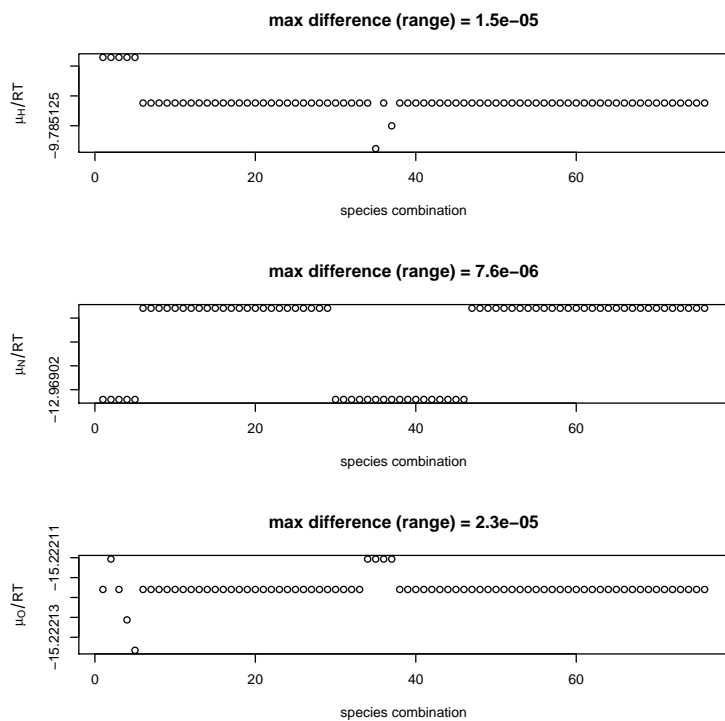 max difference (range) = 1.5e−05
μH/RT
−9.785125
0 20 40 60
species combination
max difference (range) = 7.6e−06
μN/RT
−12.96902
0 20 40 60
species combination
max difference (range) = 2.3e−05
μO/RT
−15.22213 −15.22211
0 20 40 60
species combination